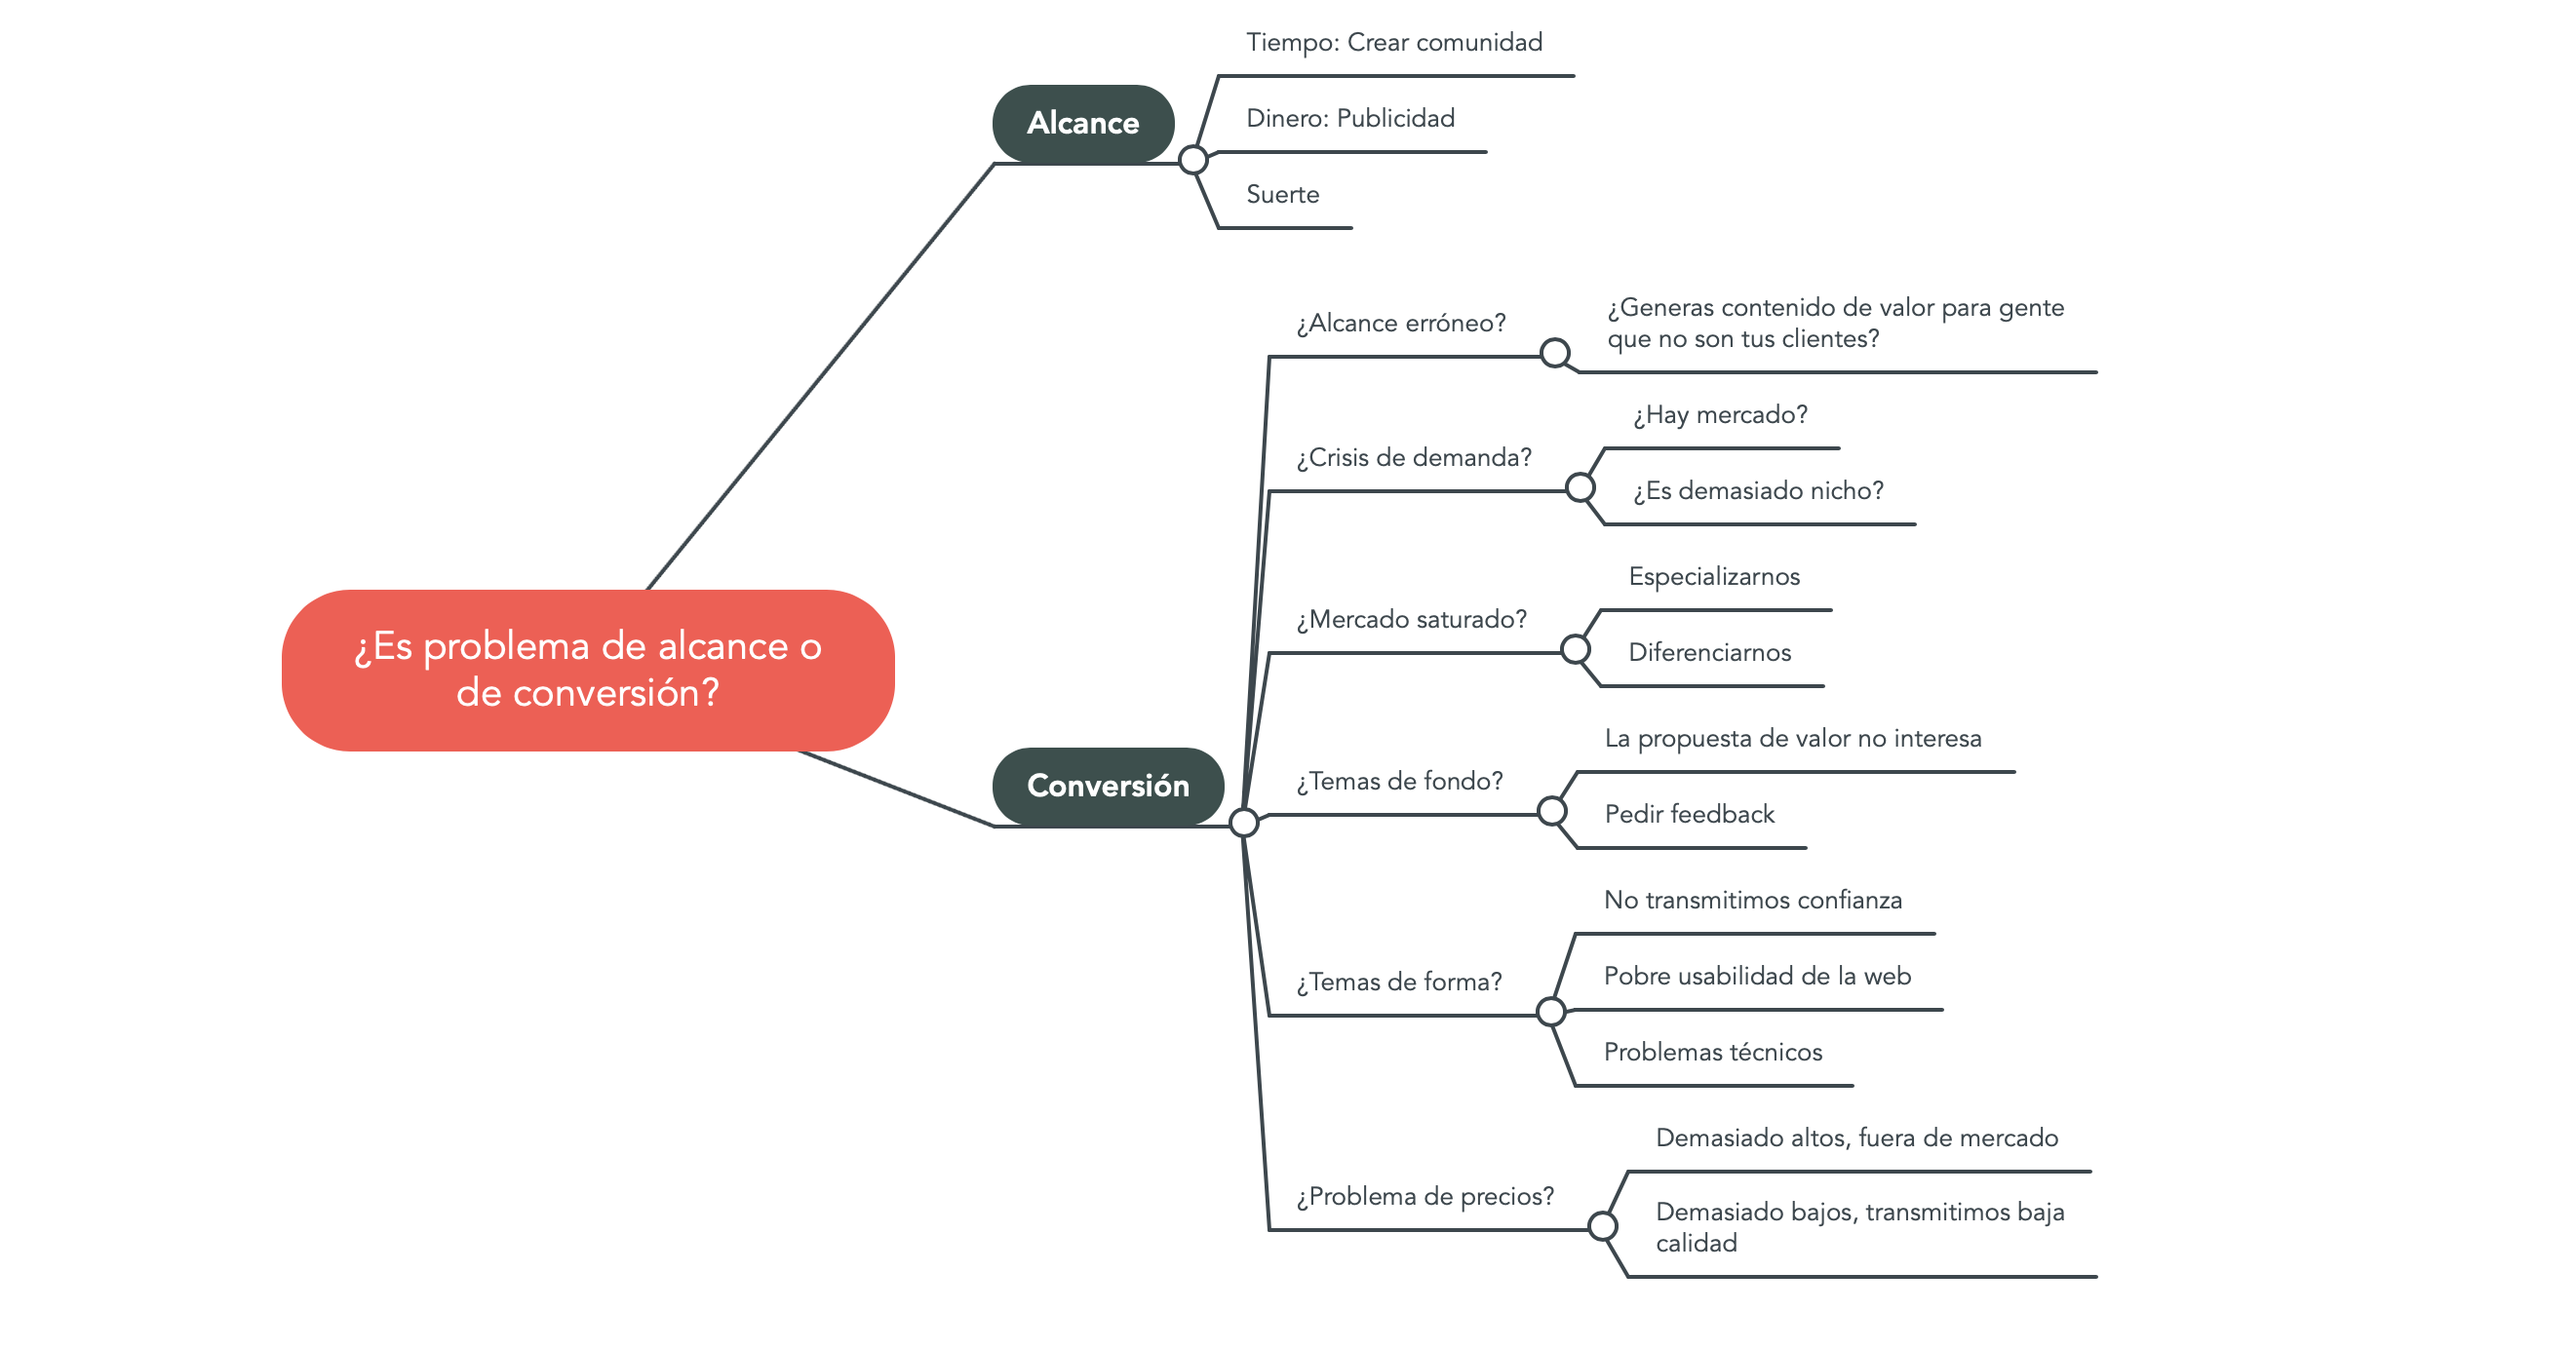 Tiempo: Crear comunidad
Alcance
Dinero: Publicidad
Suerte
¿Es problema de alcance o
de conversión?
Conversión
¿Alcance erróneo?
¿Generas contenido de valor para gente
que no son tus clientes?
¿Crisis de demanda?
¿Hay mercado?
¿Es demasiado nicho?
¿Mercado saturado?
Especializarnos
Diferenciarnos
¿Temas de fondo?
La propuesta de valor no interesa
Pedir feedback
¿Temas de forma?
No transmitimos confianza
Pobre usabilidad de la web
Problemas técnicos
¿Problema de precios?
Demasiado altos, fuera de mercado
Demasiado bajos, transmitimos baja
calidad